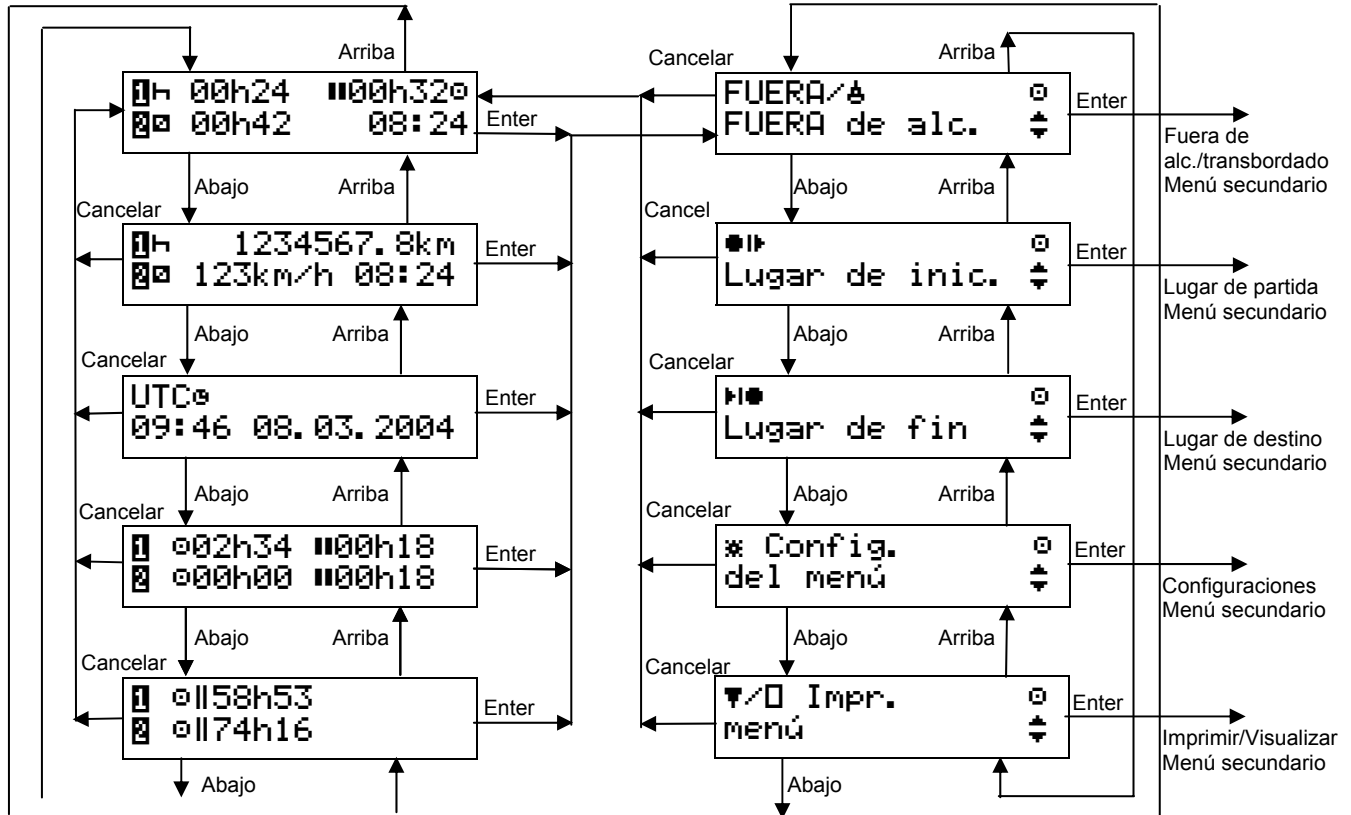 Arriba
1 00h24 00h32
2 00h42 08:24
Enter
Abajo
Arriba
Cancelar
1 1234567.8km
2 123km/h 08:24
Enter
Abajo
Arriba
Cancelar
UTC
09:46 08.03.2004
Enter
Abajo
Arriba
Cancelar
1 02h34 00h18
2 00h00 00h18
Enter
Abajo
Arriba
Cancelar
1 58h53
2 74h16
Enter
Abajo
Cancelar
Arriba
FUERA/
FUERA de alc.
Enter
Fuera de
alc./transbordado
Menú secundario
Abajo
Arriba
Cancel
Lugar de inic.
Enter
Lugar de partida
Menú secundario
Abajo
Arriba
Cancelar
Lugar de fin
Enter
Lugar de destino
Menú secundario
Abajo
Arriba
Cancelar
Config.
del menú
Enter
Configuraciones
Menú secundario
Abajo
Arriba
Cancelar
/ Impr.
menú
Enter
Imprimir/Visualizar
Menú secundario
Abajo